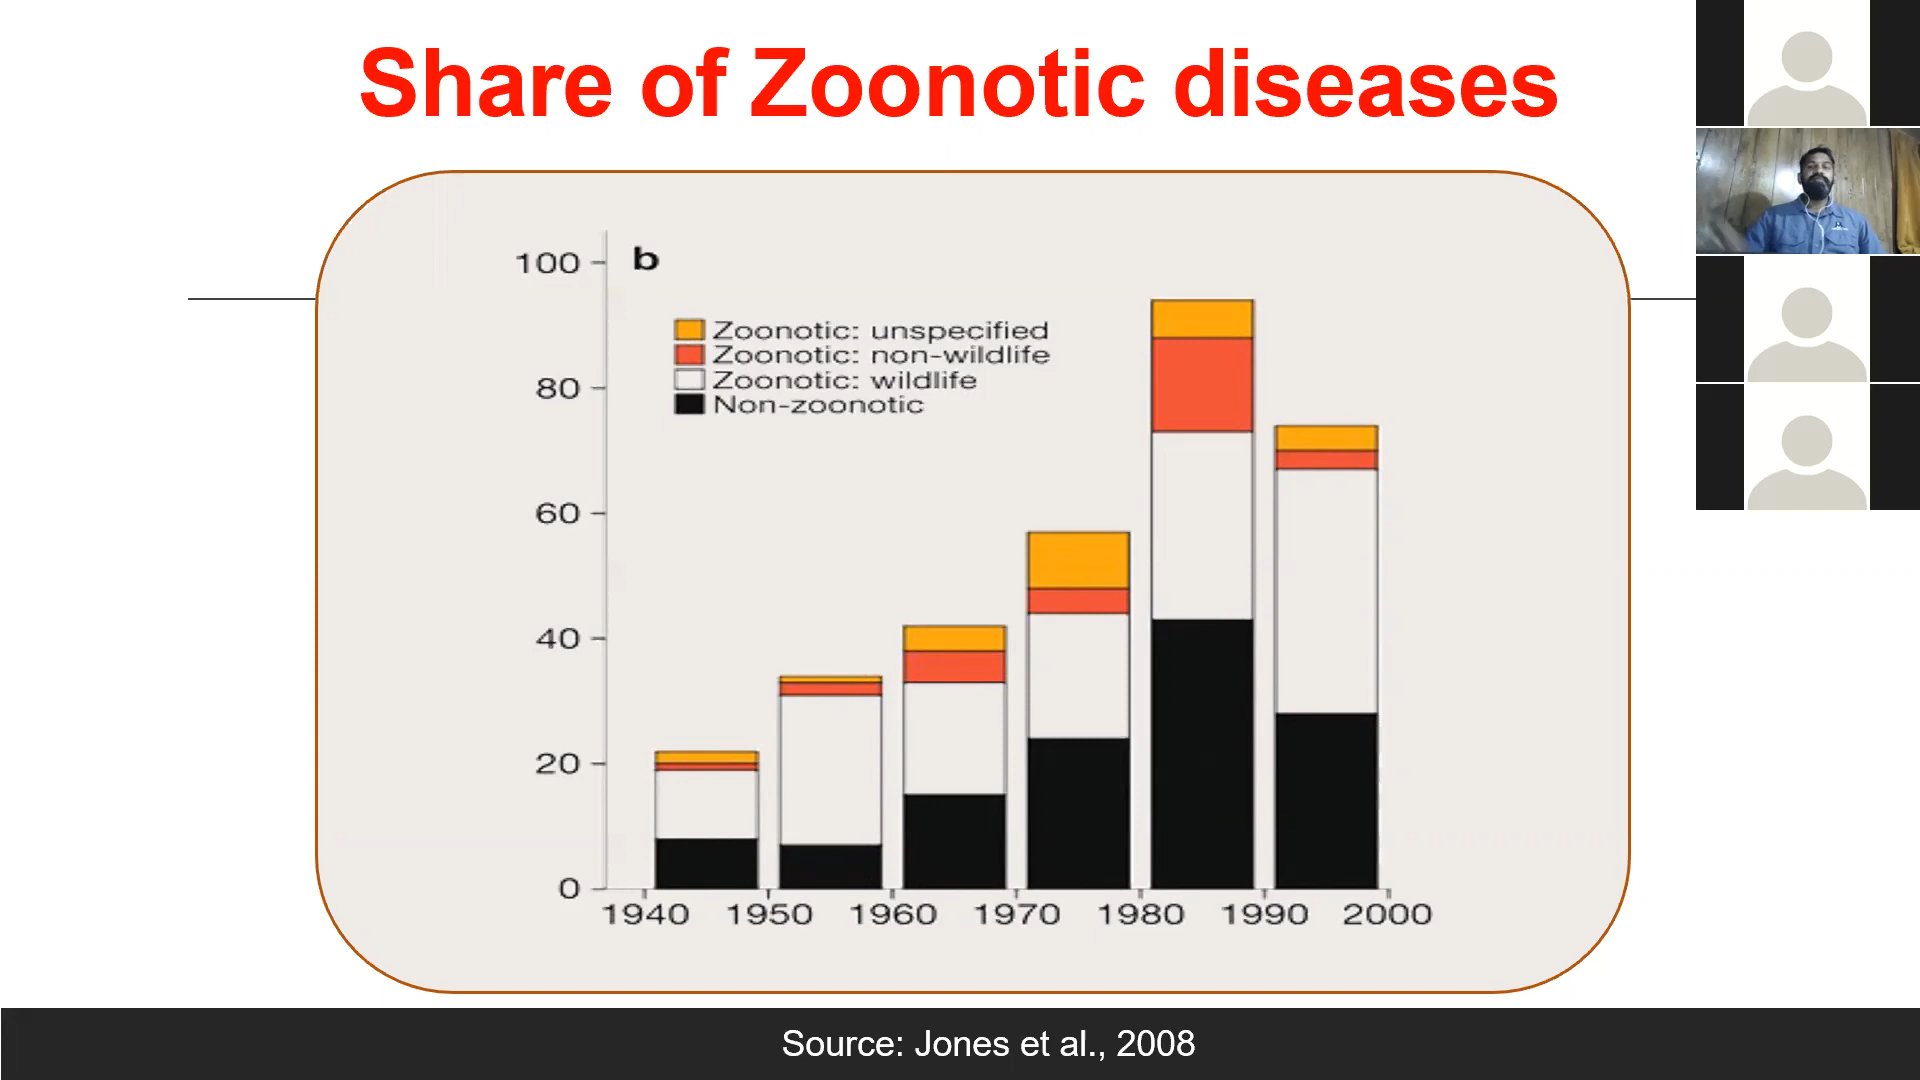 Share of Zoonotic diseases
b
100
80
60
40
20
0
Zoonotic: unspecified
Zoonotic: non-wildlife
Zoonotic: wildlife
Non-zoonotic
1940 1950 1960 1970 1980 1990 2000
Source: Jones et al., 2008